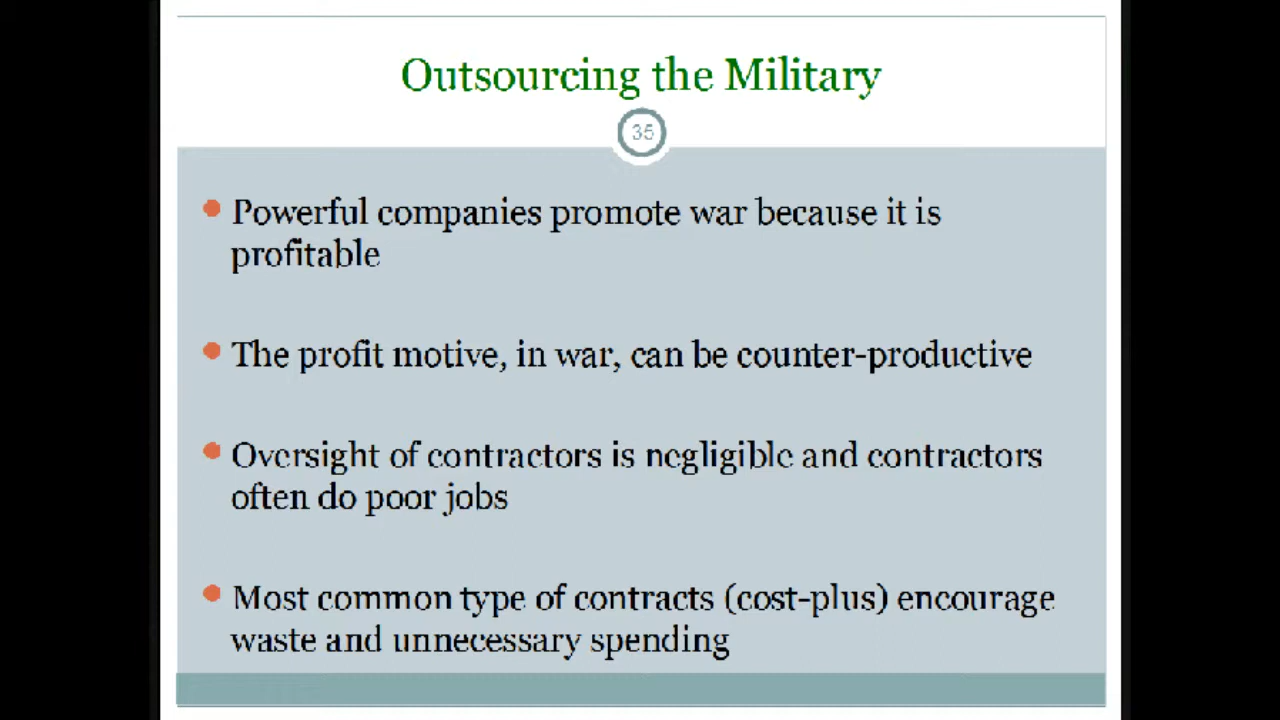 Outsourcing the Military
35
Powerful companies promote war because it is
profitable
The profit motive, in war, can be counter-productive
Oversight of contractors is negligible and contractors
often do poor jobs
Most common type of contracts (cost-plus) encourage
waste and unnecessary spending